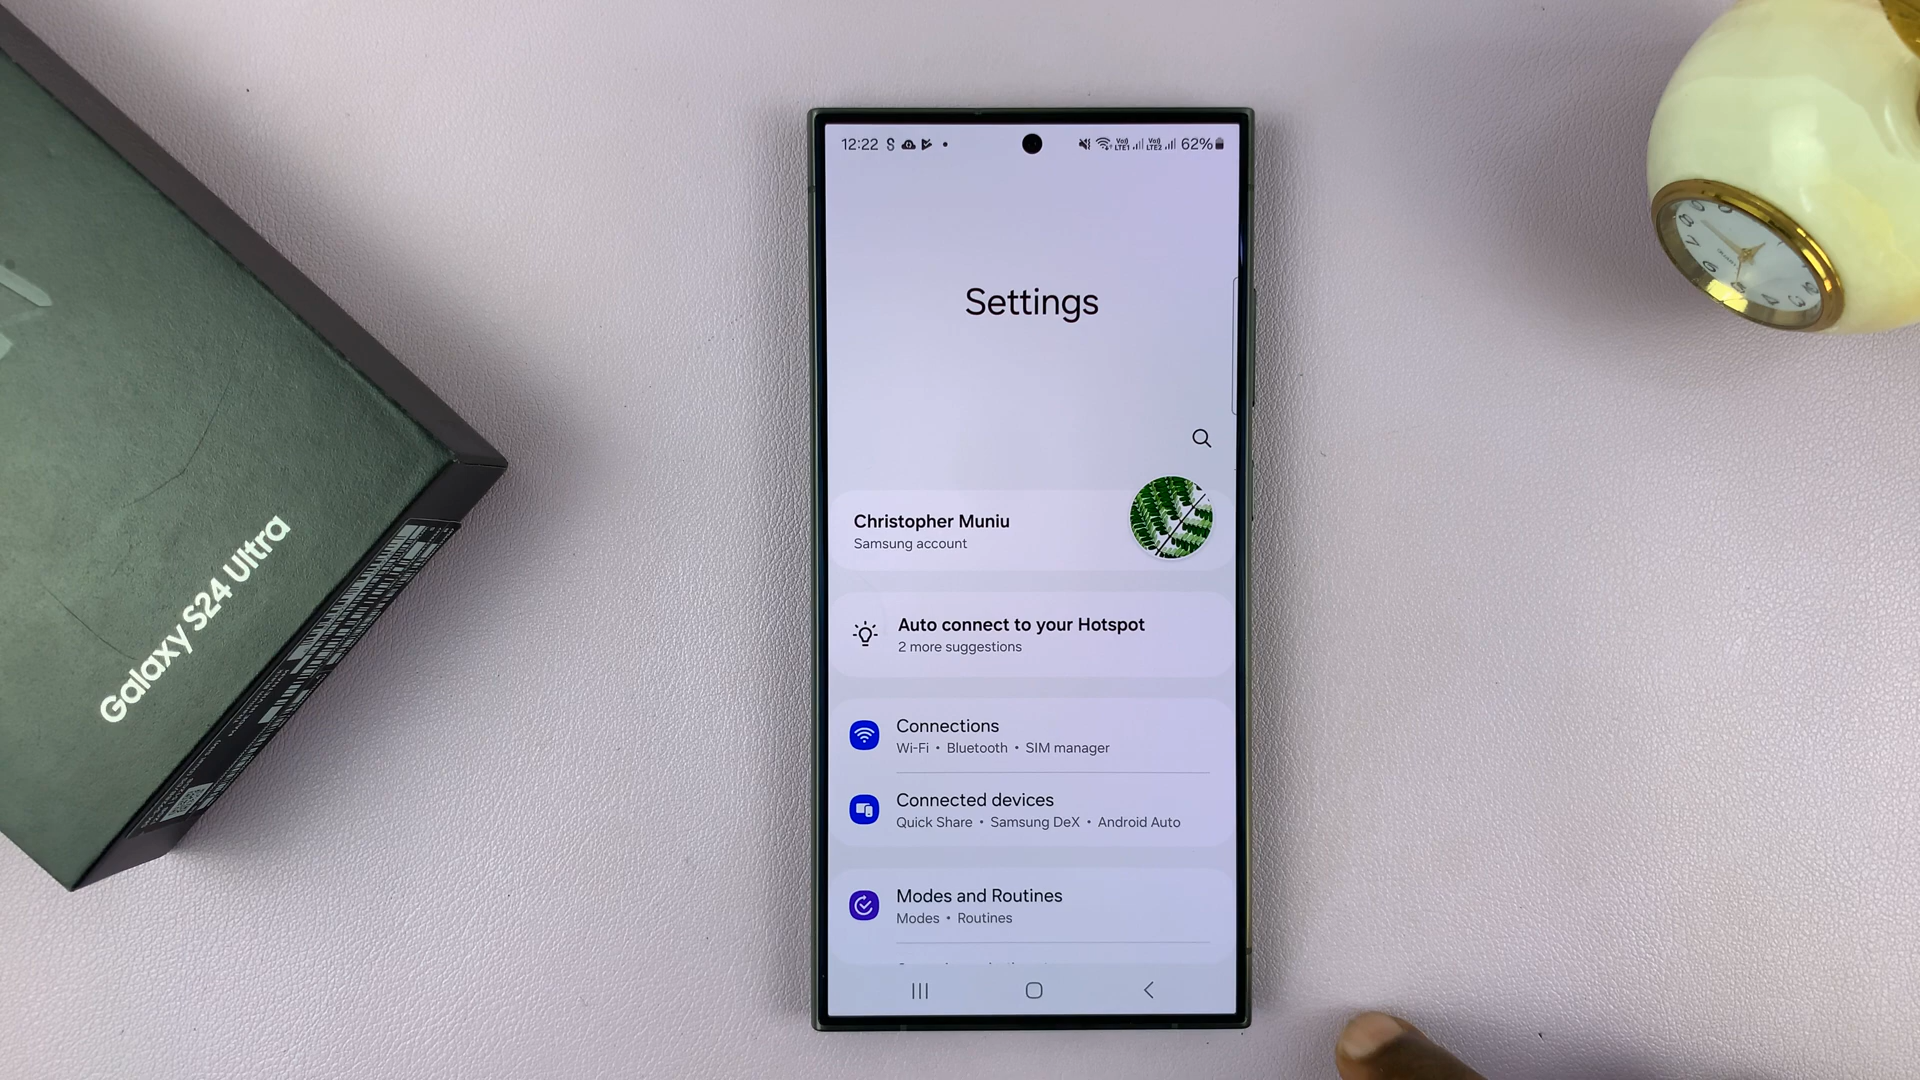 Galaxy S24 Ultra
12:22
62%
Settings
Christopher Muniu
Samsung account
Auto connect to your Hotspot
2 more suggestions
Connections
Wi-Fi • Bluetooth • SIM manager
Connected devices
Quick Share • Samsung DeX • Android Auto
Modes and Routines
Modes • Routines